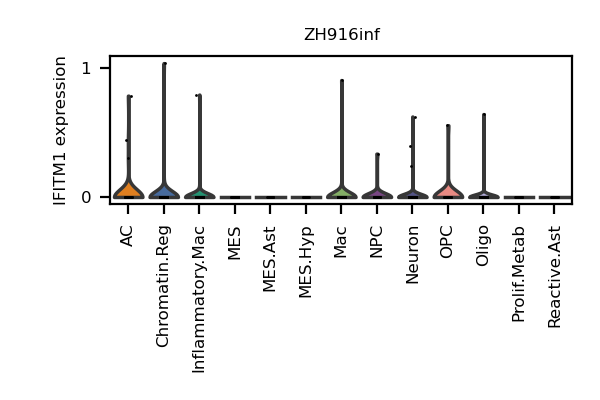 ZH916inf
IFITM1 expression
1
0
AC
Chromatin.Reg
Inflammatory.Mac
MES
MES.Ast
MES.Hyp
Mac
NPC
Neuron
OPC
Oligo
Prolif.Metab
Reactive.Ast